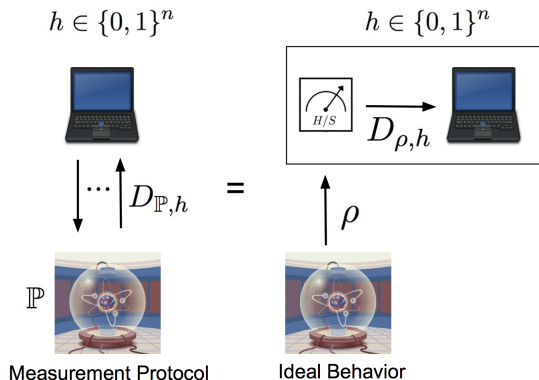 h ∈ {0, 1}ⁿ
h ∈ {0, 1}ⁿ
H/S
D_{ρ,h}
...
D_{ℙ,h}
=
ρ
ℙ
Measurement Protocol
Ideal Behavior